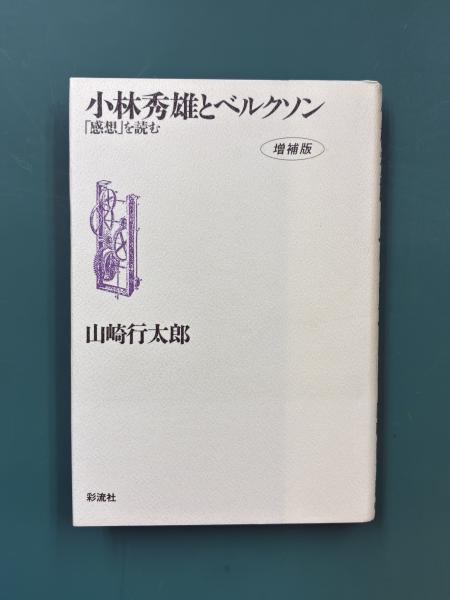 小林秀雄とベルクソン
「感想」を読む
増補版
山崎行太郎
彩流社